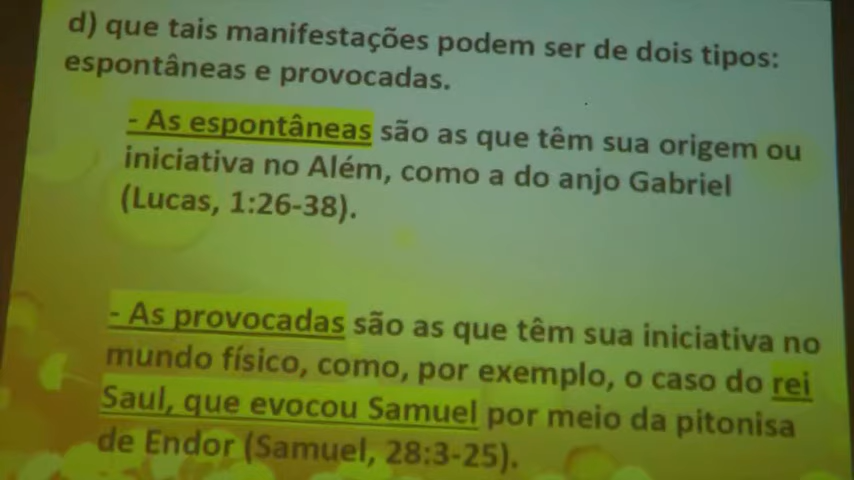 d) que tais manifestações podem ser de dois tipos:
espontâneas e provocadas.
- As espontâneas são as que têm sua origem ou
iniciativa no Além, como a do anjo Gabriel
(Lucas, 1:26-38).
- As provocadas são as que têm sua iniciativa no
mundo físico, como, por exemplo, o caso do rei
Saul, que evocou Samuel por meio da pitonisa
de Endor (Samuel, 28:3-25).